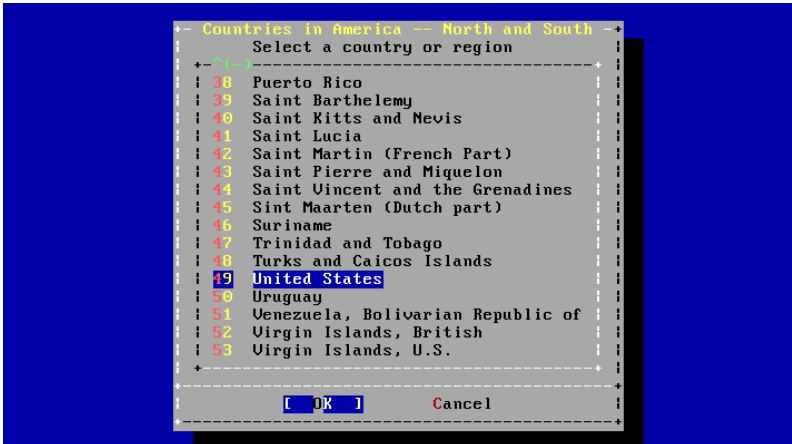 Countries in America -- North and South
Select a country or region
^(-)
38 Puerto Rico
39 Saint Barthelemy
40 Saint Kitts and Nevis
41 Saint Lucia
42 Saint Martin (French Part)
43 Saint Pierre and Miquelon
44 Saint Vincent and the Grenadines
45 Sint Maarten (Dutch part)
46 Suriname
47 Trinidad and Tobago
48 Turks and Caicos Islands
49 United States
50 Uruguay
51 Venezuela, Bolivarian Republic of
52 Virgin Islands, British
53 Virgin Islands, U.S.
[ OK ] Cancel